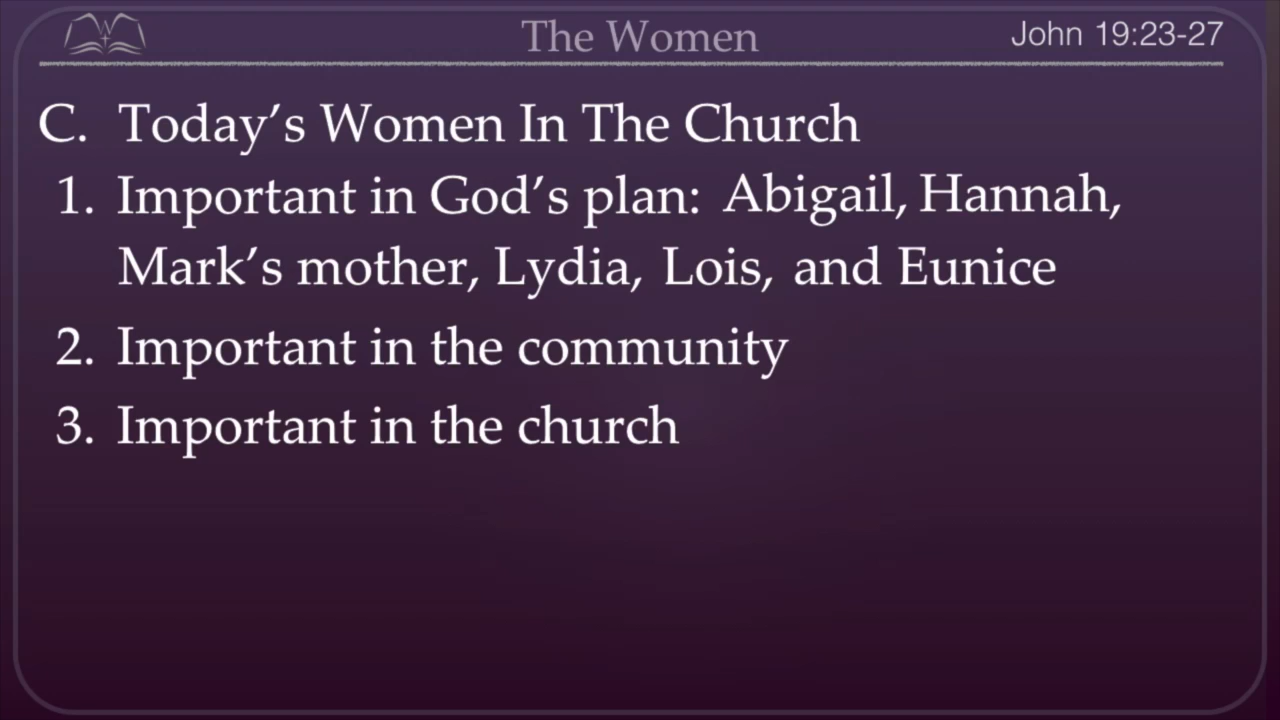 The Women
John 19:23-27
C. Today’s Women In The Church
1. Important in God’s plan: Abigail, Hannah,
Mark’s mother, Lydia, Lois, and Eunice
2. Important in the community
3. Important in the church